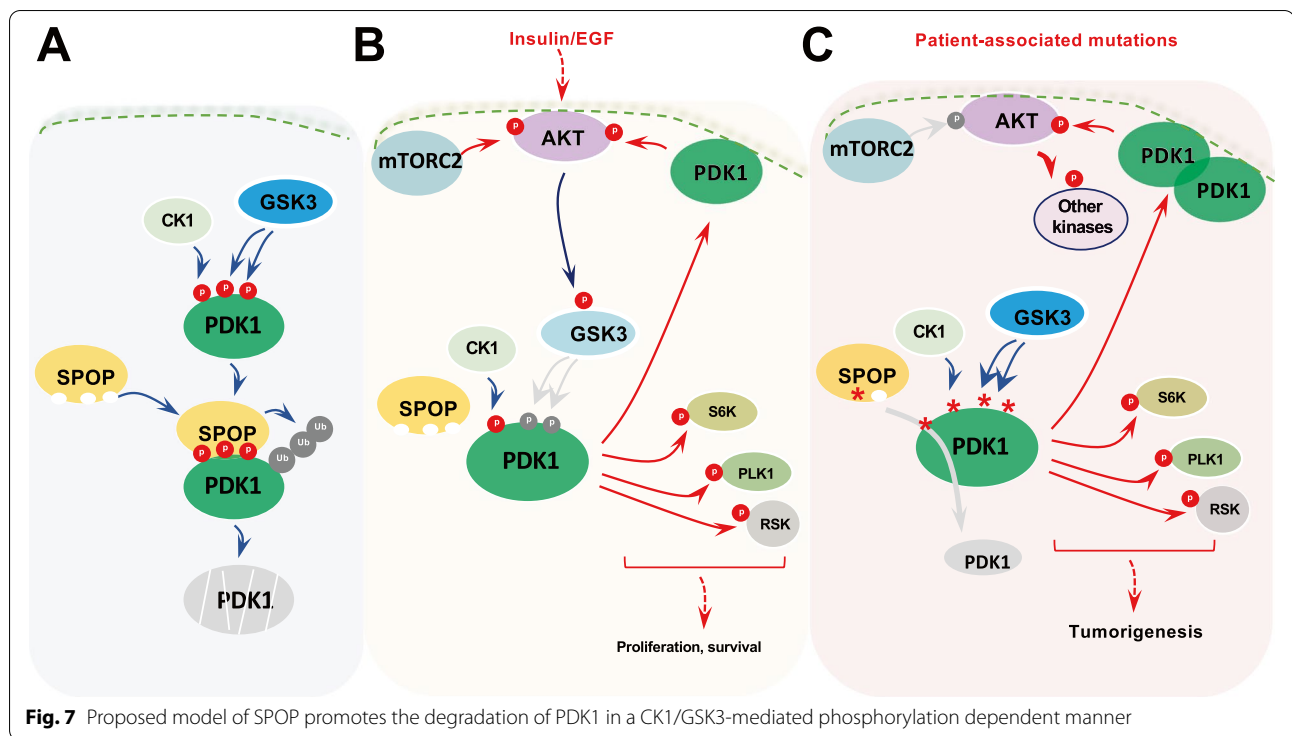 A
CK1
GSK3
P
P
P
PDK1
SPOP
SPOP
P
P
P
Ub
Ub
Ub
PDK1
PDK1
B
Insulin/EGF
mTORC2
P
AKT
P
PDK1
P
GSK3
CK1
SPOP
P
P
P
PDK1
P
S6K
P
PLK1
P
RSK
Proliferation, survival
C
Patient-associated mutations
mTORC2
P
AKT
P
PDK1
PDK1
P
Other
kinases
GSK3
CK1
SPOP
*
*
*
*
*
PDK1
P
S6K
P
PLK1
P
RSK
PDK1
Tumorigenesis
Fig. 7 Proposed model of SPOP promotes the degradation of PDK1 in a CK1/GSK3-mediated phosphorylation dependent manner